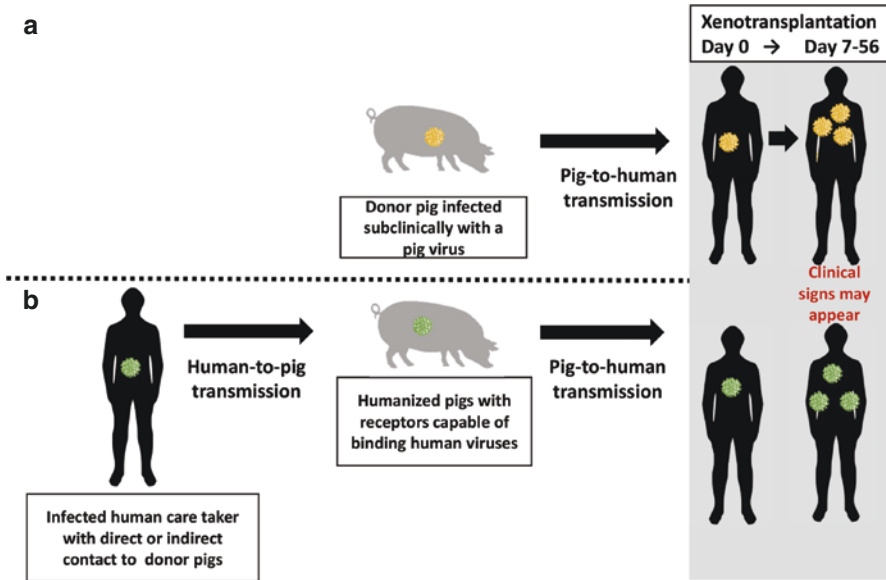 a
Xenotransplantation
Day 0 → Day 7-56
Pig-to-human
transmission
Donor pig infected
subclinically with a
pig virus
Clinical
signs may
appear
b
Human-to-pig
transmission
Pig-to-human
transmission
Humanized pigs with
receptors capable of
binding human viruses
Infected human care taker
with direct or indirect
contact to donor pigs